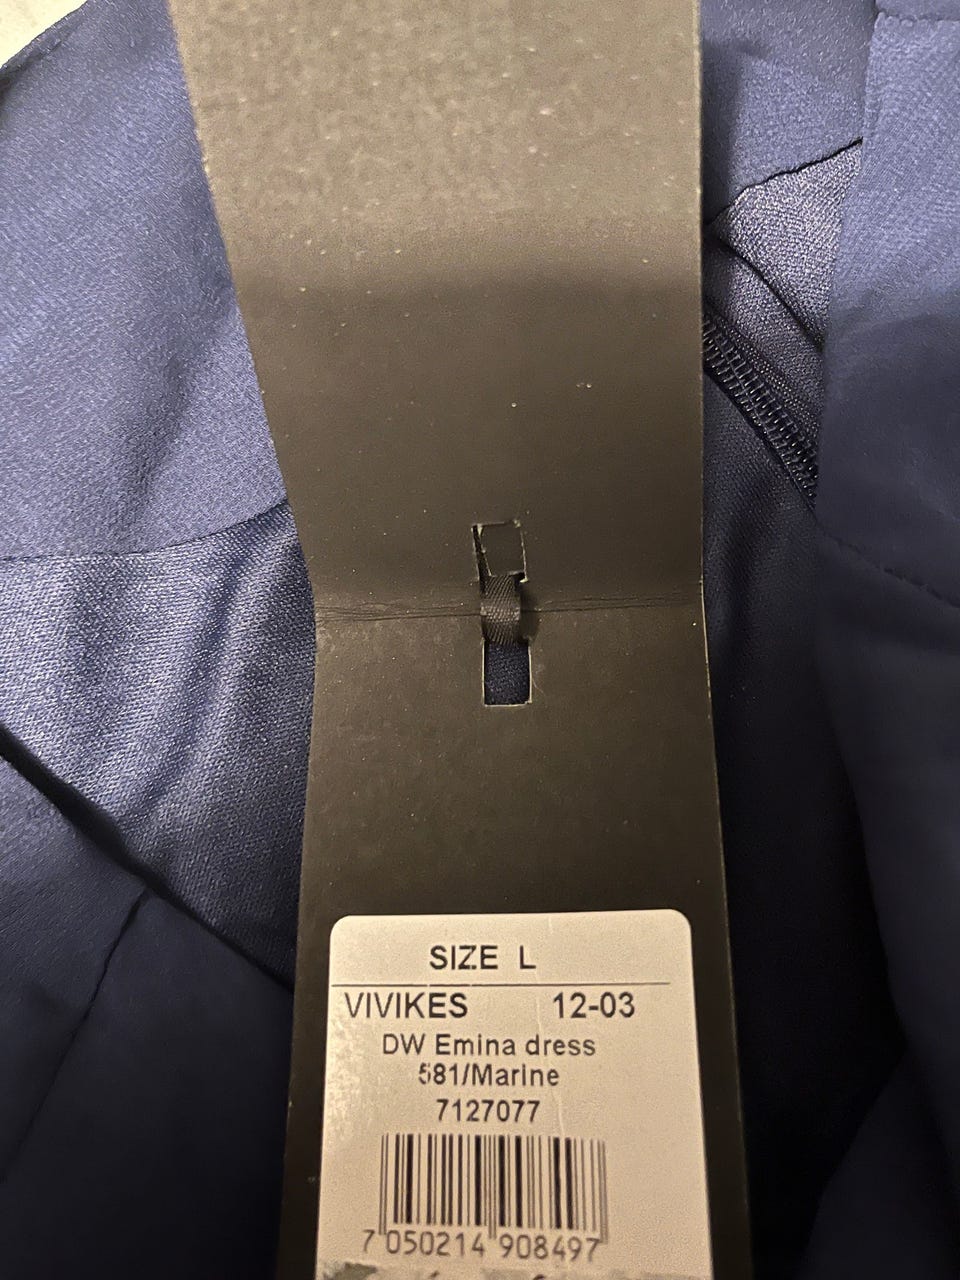 SIZE L
VIVIKES 12-03
DW Emina dress
581/Marine
7127077
7 050214 908497